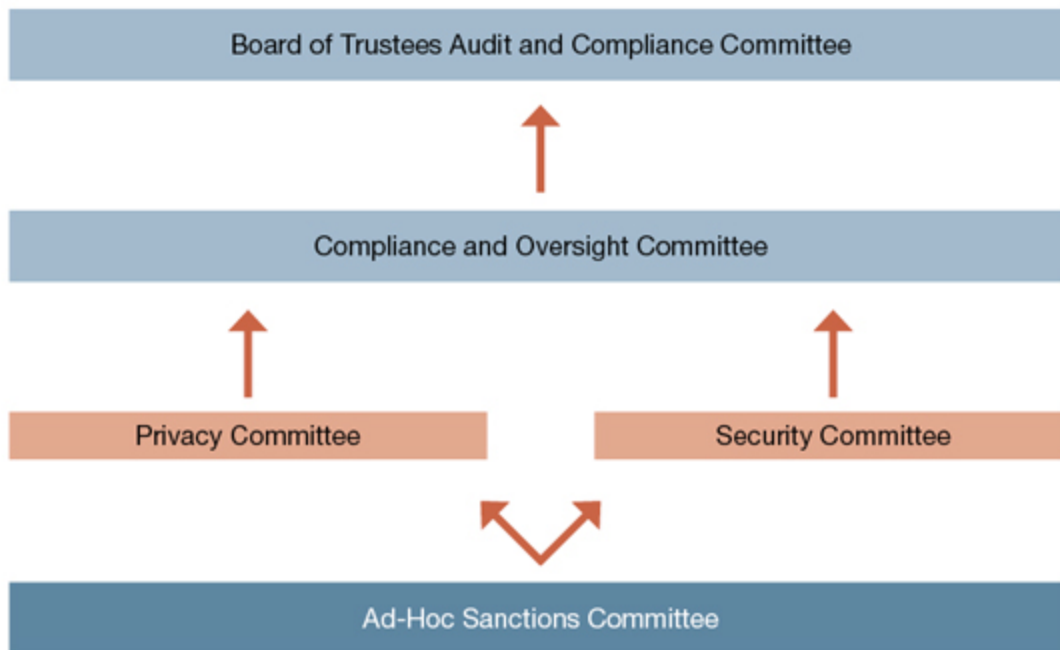 Board of Trustees Audit and Compliance Committee
Compliance and Oversight Committee
Privacy Committee
Security Committee
Ad-Hoc Sanctions Committee